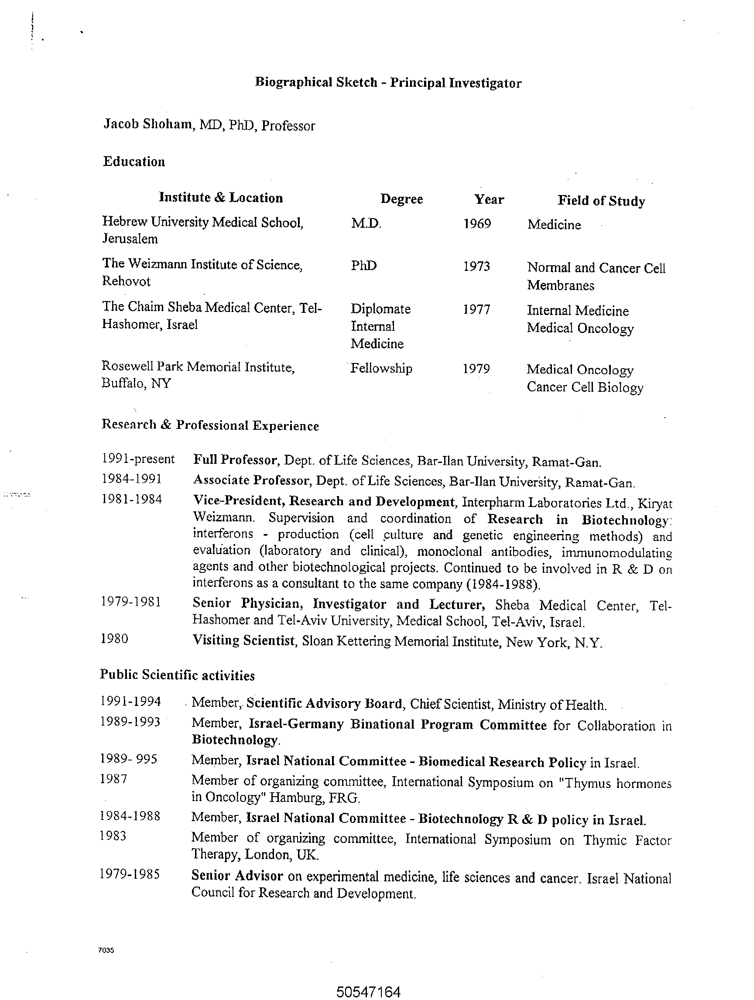 Biographical Sketch - Principal Investigator
Jacob Shoham, MD, PhD, Professor
Education
Institute & Location Degree Year Field of Study
Hebrew University Medical School, M.D. 1969 Medicine
Jerusalem
The Weizmann Institute of Science, PhD 1973 Normal and Cancer Cell
Rehovot Membranes
The Chaim Sheba Medical Center, Tel- Diplomate 1977 Internal Medicine
Hashomer, Israel Internal Medical Oncology
Medicine
Rosewell Park Memorial Institute, Fellowship 1979 Medical Oncology
Buffalo, NY Cancer Cell Biology
Research & Professional Experience
1991-present Full Professor, Dept. of Life Sciences, Bar-Ilan University, Ramat-Gan.
1984-1991 Associate Professor, Dept. of Life Sciences, Bar-Ilan University, Ramat-Gan.
1981-1984 Vice-President, Research and Development, Interpharm Laboratories Ltd., Kiryat
Weizmann. Supervision and coordination of Research in Biotechnology:
interferons - production (cell culture and genetic engineering methods) and
evaluation (laboratory and clinical), monoclonal antibodies, immunomodulating
agents and other biotechnological projects. Continued to be involved in R & D on
interferons as a consultant to the same company (1984-1988).
1979-1981 Senior Physician, Investigator and Lecturer, Sheba Medical Center, Tel-
Hashomer and Tel-Aviv University, Medical School, Tel-Aviv, Israel.
1980 Visiting Scientist, Sloan Kettering Memorial Institute, New York, N.Y.
Public Scientific activities
1991-1994 Member, Scientific Advisory Board, Chief Scientist, Ministry of Health.
1989-1993 Member, Israel-Germany Binational Program Committee for Collaboration in
Biotechnology.
1989- 995 Member, Israel National Committee - Biomedical Research Policy in Israel.
1987 Member of organizing committee, International Symposium on "Thymus hormones
in Oncology" Hamburg, FRG.
1984-1988 Member, Israel National Committee - Biotechnology R & D policy in Israel.
1983 Member of organizing committee, International Symposium on Thymic Factor
Therapy, London, UK.
1979-1985 Senior Advisor on experimental medicine, life sciences and cancer. Israel National
Council for Research and Development.
7035
50547164